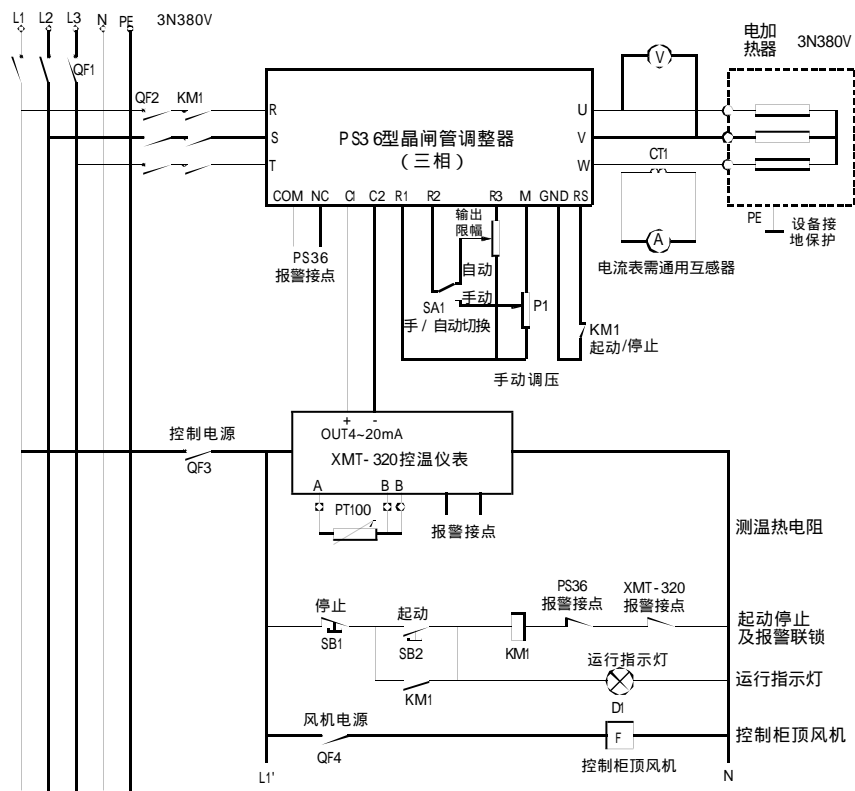 L1 L2 L3 N PE 3N380V
QF1
QF2 KM1
R
S
T
PS36型晶闸管调整器
(三相)
U
V
W
COM NC C1 C2 R1 R2 R3 M GND RS
V
电加
热器
3N380V
CT1
A
电流表需通用互感器
PE
设备接
地保护
PS36
报警接点
输出
限幅
自动
手动
SA1
手/自动切换
P1
KM1
起动/停止
手动调压
控制电源
QF3
+ -
OUT4~20mA
XMT-320控温仪表
A B B
PT100
报警接点
测温热电阻
停止
SB1
起动
SB2
KM1
PS36
报警接点
XMT-320
报警接点
起动停止
及报警联锁
KM1
运行指示灯
D1
运行指示灯
风机电源
QF4
F
控制柜顶风机
控制柜顶风机
L1'
N